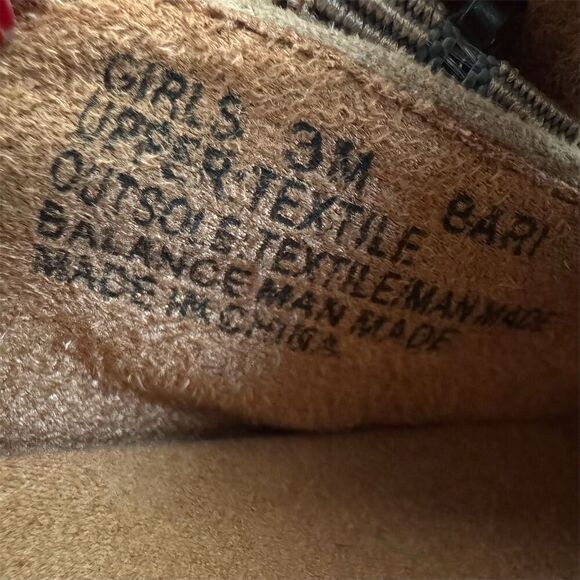 GIRLS 3M BARI
UPPER: TEXTILE
OUTSOLE: TEXTILE/MAN MADE
BALANCE MAN MADE
MADE IN CHINA